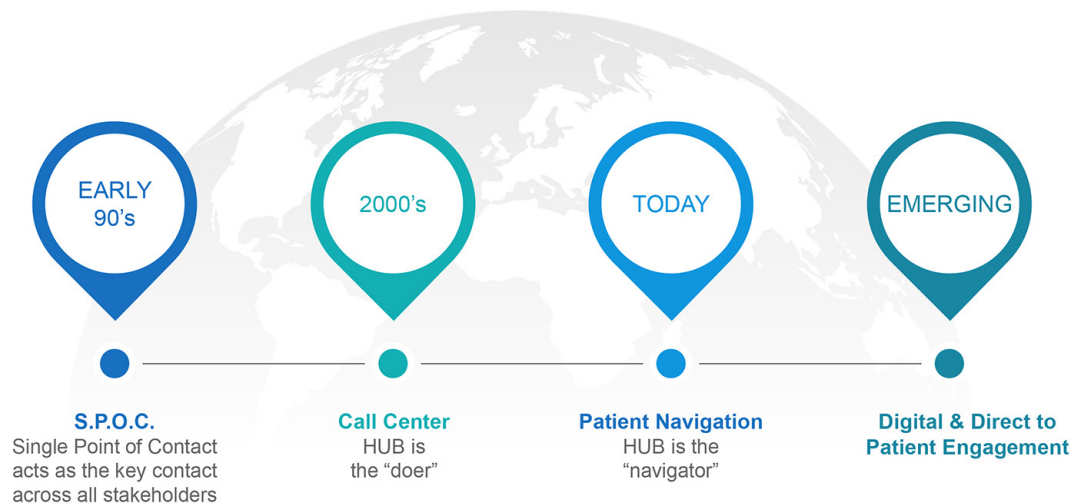 EARLY
90's
2000's
TODAY
EMERGING
S.P.O.C.
Single Point of Contact
acts as the key contact
across all stakeholders
Call Center
HUB is
the “doer”
Patient Navigation
HUB is the
“navigator”
Digital & Direct to
Patient Engagement